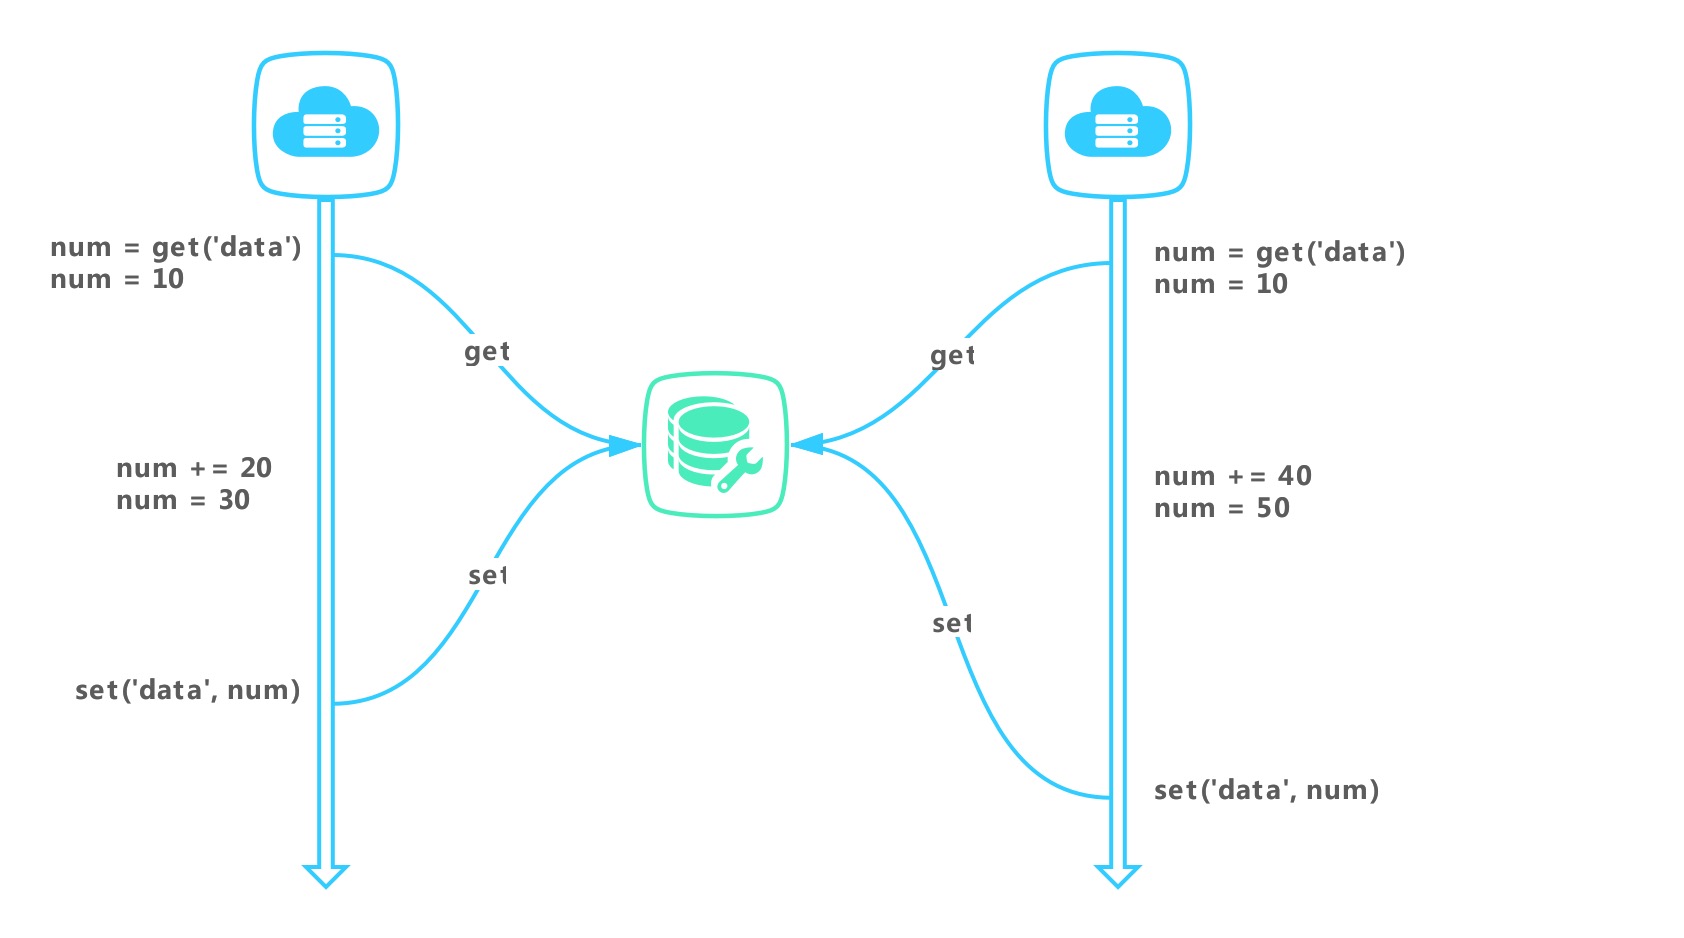 num = get('data')
num = 10
num = get('data')
num = 10
get
get
num += 20
num = 30
num += 40
num = 50
set
set
set('data', num)
set('data', num)